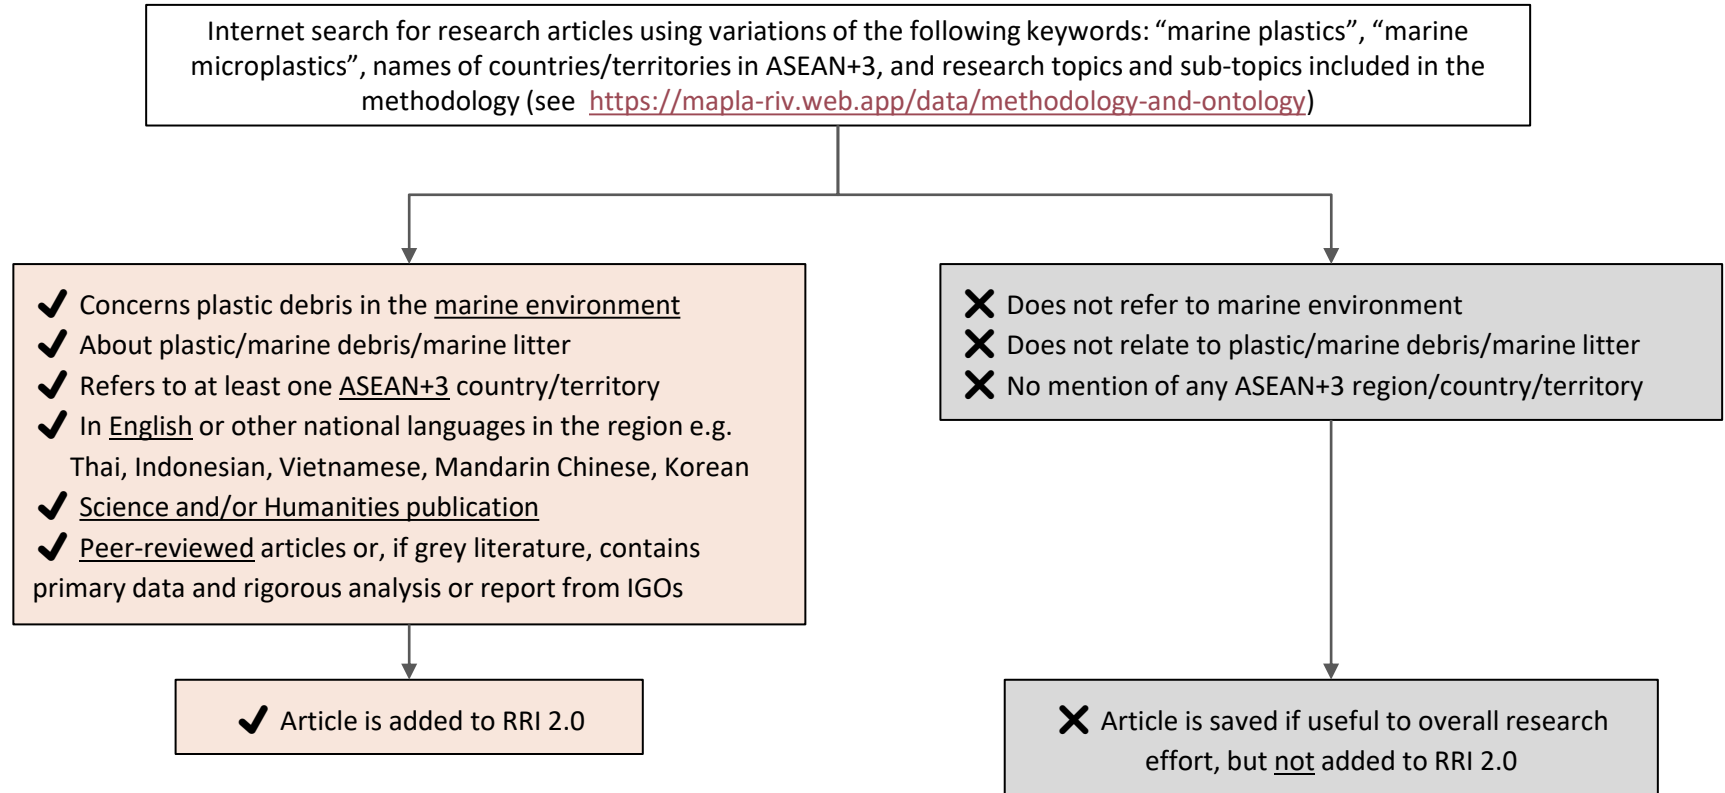 Internet search for research articles using variations of the following keywords: “marine plastics”, “marine
microplastics”, names of countries/territories in ASEAN+3, and research topics and sub-topics included in the
methodology (see https://mapla-riv.web.app/data/methodology-and-ontology)
✔ Concerns plastic debris in the marine environment
✔ About plastic/marine debris/marine litter
✔ Refers to at least one ASEAN+3 country/territory
✔ In English or other national languages in the region e.g.
Thai, Indonesian, Vietnamese, Mandarin Chinese, Korean
✔ Science and/or Humanities publication
✔ Peer-reviewed articles or, if grey literature, contains
primary data and rigorous analysis or report from IGOs
✔ Article is added to RRI 2.0
✖ Does not refer to marine environment
✖ Does not relate to plastic/marine debris/marine litter
✖ No mention of any ASEAN+3 region/country/territory
✖ Article is saved if useful to overall research
effort, but not added to RRI 2.0